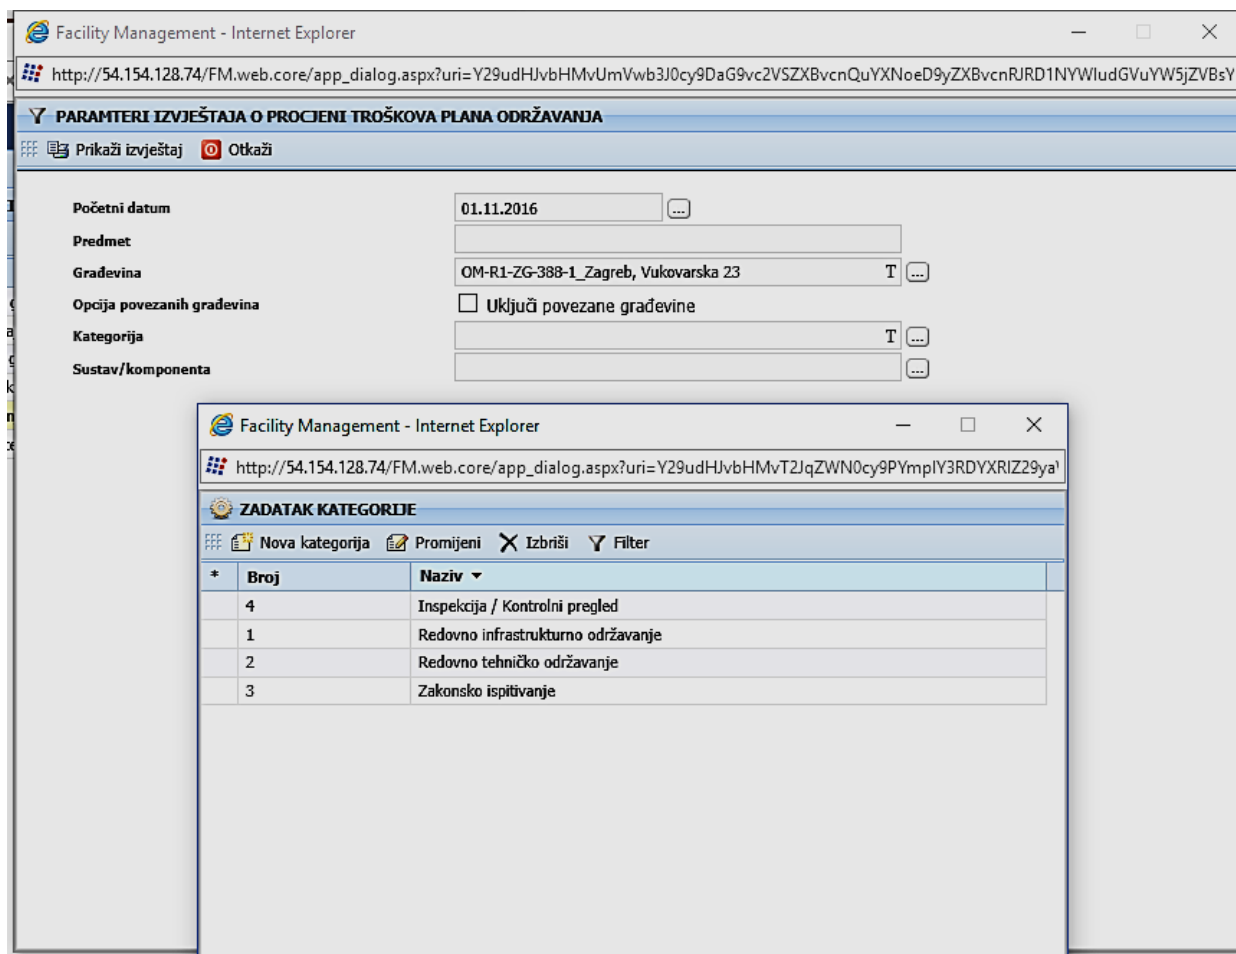 Facility Management - Internet Explorer
http://54.154.128.74/FM.web.core/app_dialog.aspx?uri=Y29udHJvbHMvUmVwb3J0cy9DaG9vc2VSZXBvcnQuYXNoeD9yZXBvcnRJRD1NYWludGVuYW5jZVBsY
PARAMTERI IZVJEŠTAJA O PROCJENI TROŠKOVA PLANA ODRŽAVANJA
Prikaži izvještaj Otkaži
Početni datum 01.11.2016 ...
Predmet
Građevina OM-R1-ZG-388-1_Zagreb, Vukovarska 23 T ...
Opcija povezanih građevina Uključi povezane građevine
Kategorija T ...
Sustav/komponenta ...
Facility Management - Internet Explorer
http://54.154.128.74/FM.web.core/app_dialog.aspx?uri=Y29udHJvbHMvT2JqZWN0cy9PYmplY3RDYXRlZ29ya
ZADATAK KATEGORIJE
Nova kategorija Promijeni Izbriši Filter
* Broj Naziv
4 Inspekcija / Kontrolni pregled
1 Redovno infrastrukturno održavanje
2 Redovno tehničko održavanje
3 Zakonsko ispitivanje